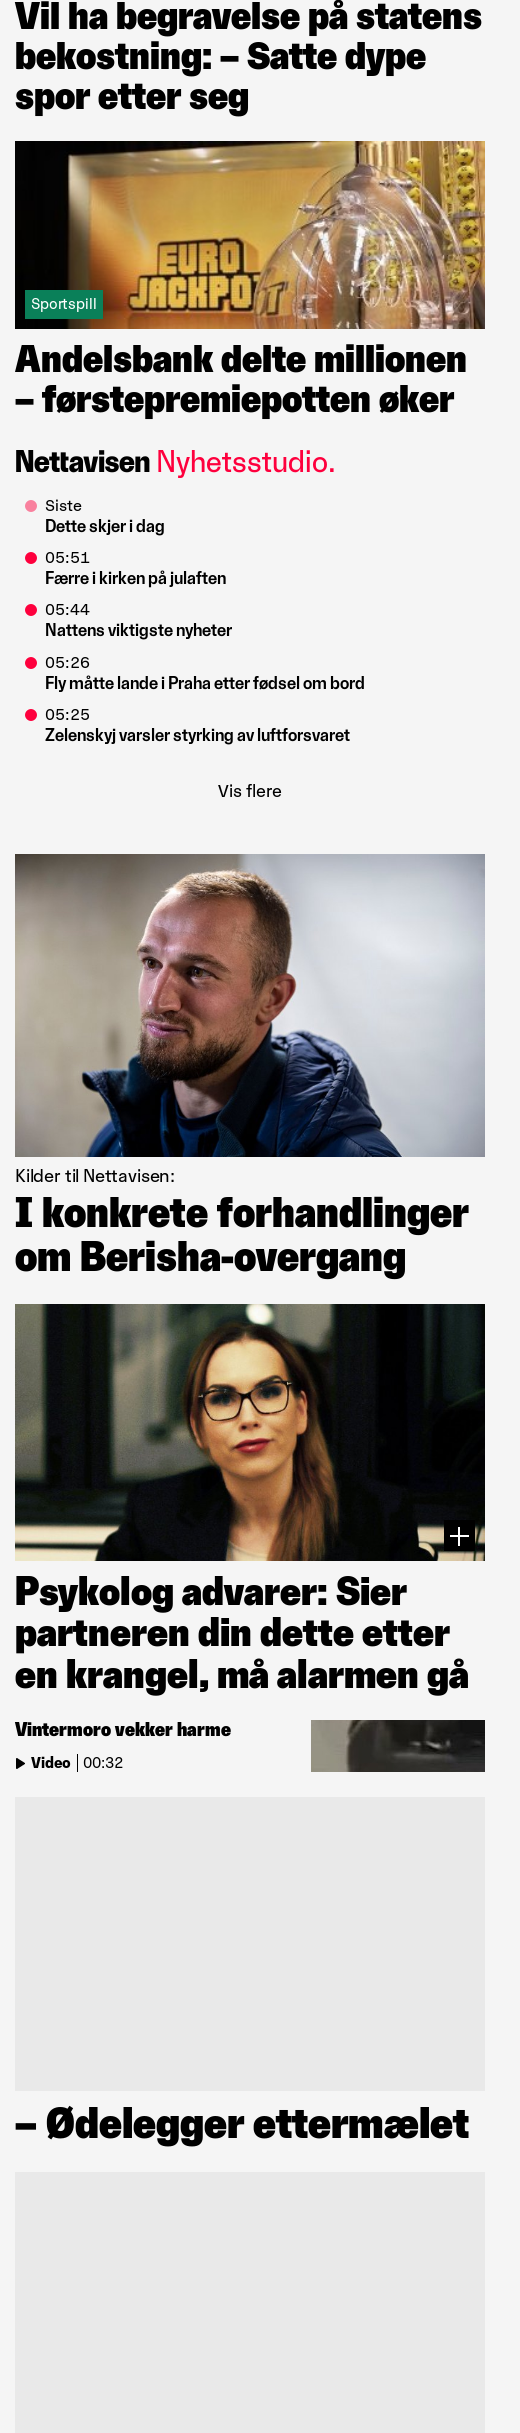 Vil ha begravelse på statens
bekostning: – Satte dype
spor etter seg
EURO
JACKPOT
Sportspill
Andelsbank delte millionen
– førstepremiepotten øker
Nettavisen Nyhetsstudio.
Siste
Dette skjer i dag
05:51
Færre i kirken på julaften
05:44
Nattens viktigste nyheter
05:26
Fly måtte lande i Praha etter fødsel om bord
05:25
Zelenskyj varsler styrking av luftforsvaret
Vis flere
Kilder til Nettavisen:
I konkrete forhandlinger
om Berisha-overgang
Psykolog advarer: Sier
partneren din dette etter
en krangel, må alarmen gå
Vintermoro vekker harme
Video | 00:32
– Ødelegger ettermælet